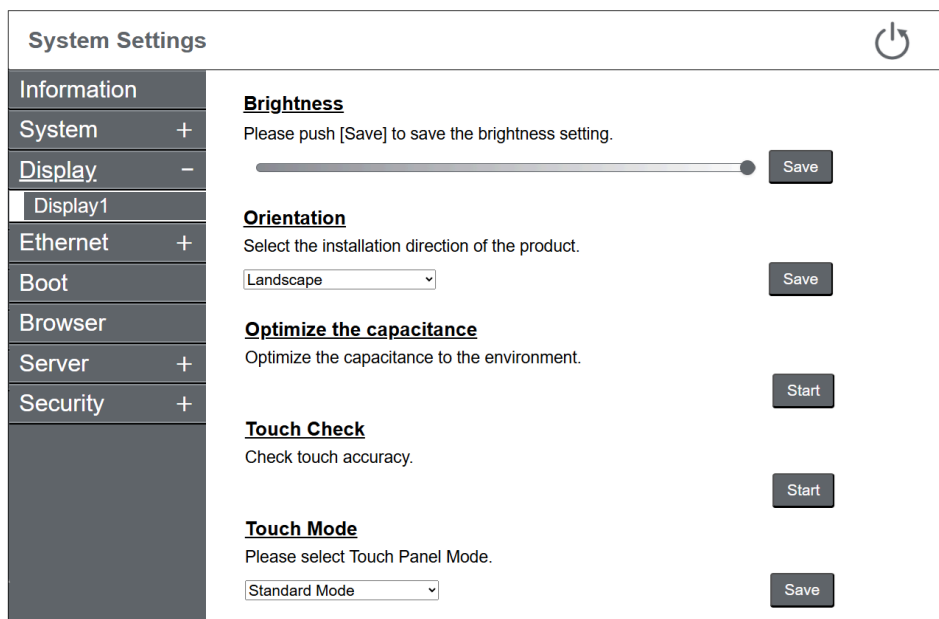 System Settings
Information
System +
Display −
Display1
Ethernet +
Boot
Browser
Server +
Security +
Brightness
Please push [Save] to save the brightness setting.
Save
Orientation
Select the installation direction of the product.
Landscape
Save
Optimize the capacitance
Optimize the capacitance to the environment.
Start
Touch Check
Check touch accuracy.
Start
Touch Mode
Please select Touch Panel Mode.
Standard Mode
Save